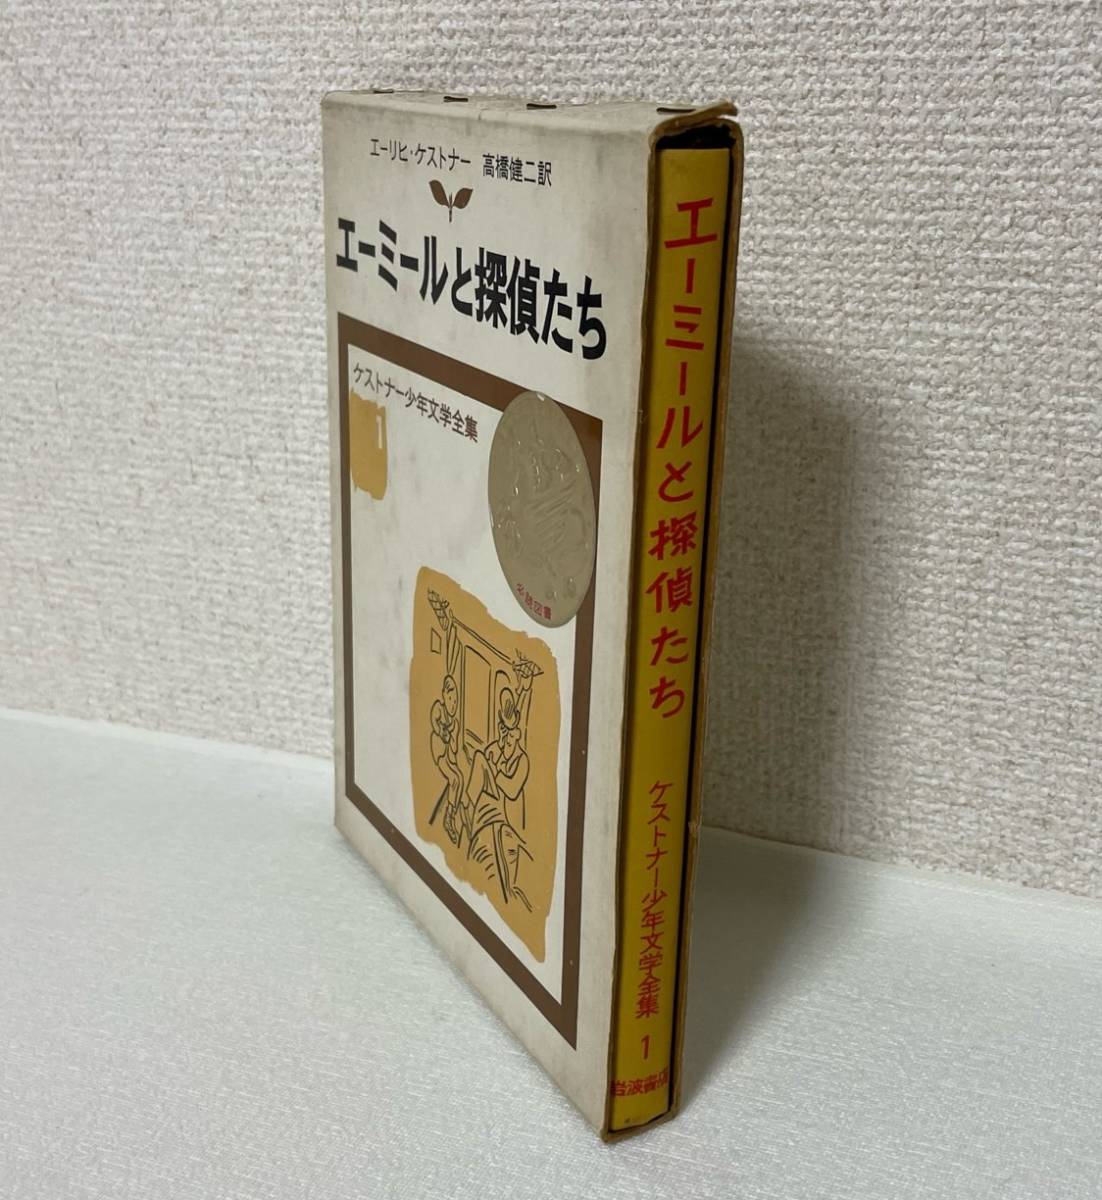 エーリヒ・ケストナー 高橋健二訳
エーミールと探偵たち
ケストナー少年文学全集
1
エーミールと探偵たち
ケストナー少年文学全集 1
岩波書店